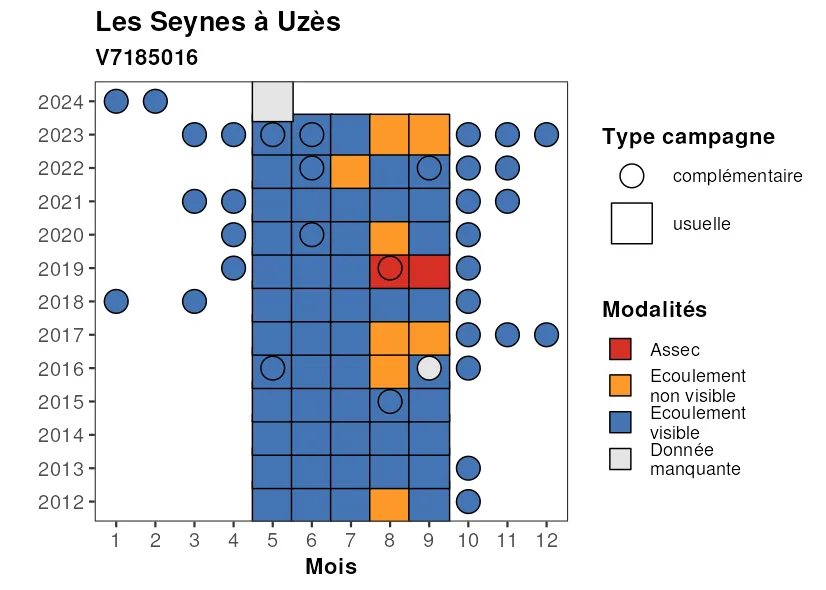 Les Seynes à Uzès
V7185016
2024
2023
2022
2021
2020
2019
2018
2017
2016
2015
2014
2013
2012
1 2 3 4 5 6 7 8 9 10 11 12
Mois
Type campagne
complémentaire
usuelle
Modalités
Assec
Ecoulement
non visible
Ecoulement
visible
Donnée
manquante